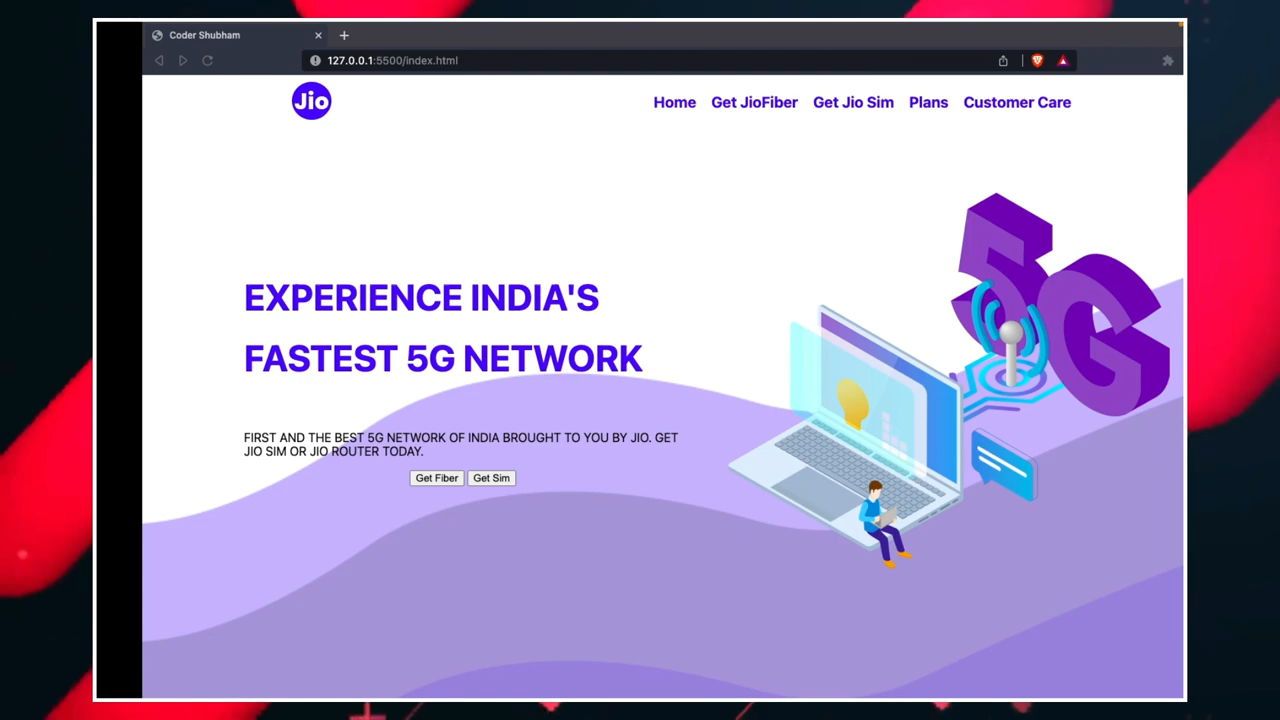 Coder Shubham
127.0.0.1:5500/index.html
Jio
Home Get JioFiber Get Jio Sim Plans Customer Care
5G
EXPERIENCE INDIA'S
FASTEST 5G NETWORK
FIRST AND THE BEST 5G NETWORK OF INDIA BROUGHT TO YOU BY JIO. GET
JIO SIM OR JIO ROUTER TODAY.
Get Fiber Get Sim